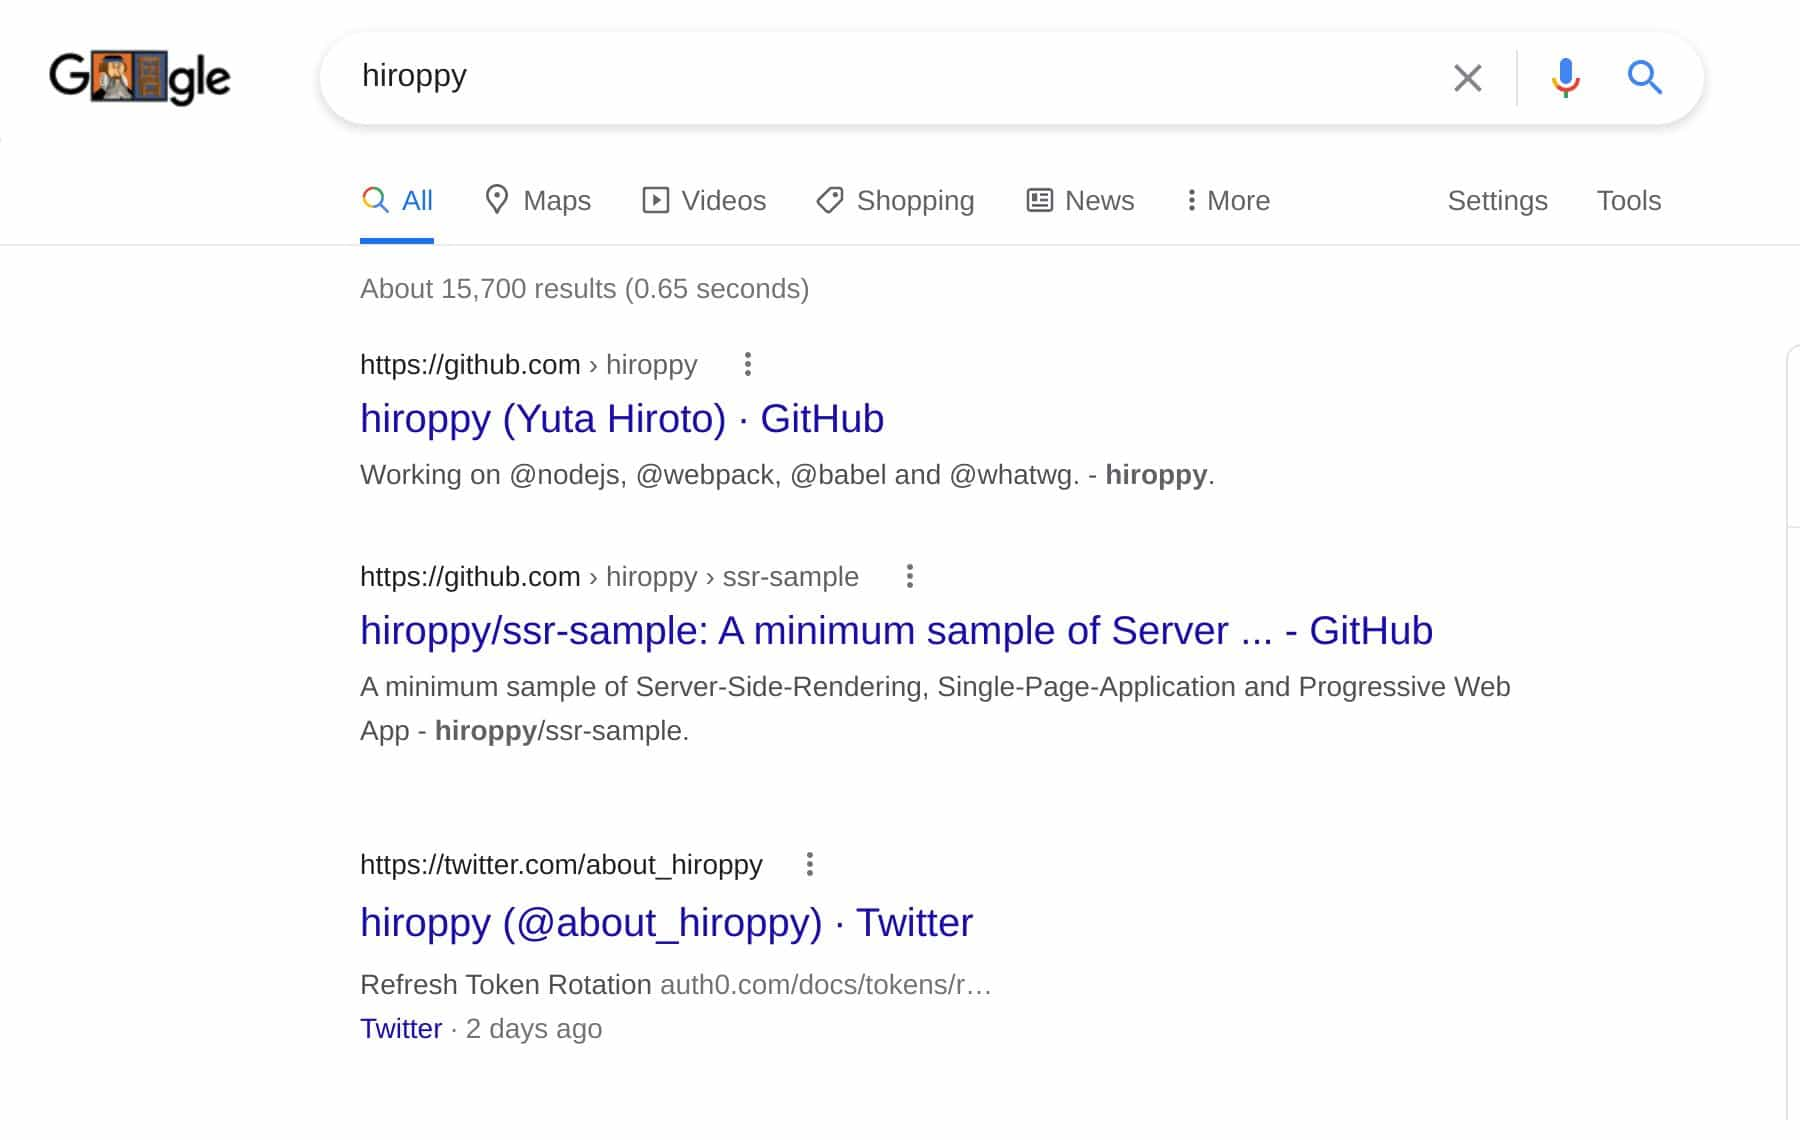 Google
hiroppy
All Maps Videos Shopping News More Settings Tools
About 15,700 results (0.65 seconds)
https://github.com › hiroppy
hiroppy (Yuta Hiroto) · GitHub
Working on @nodejs, @webpack, @babel and @whatwg. - hiroppy.
https://github.com › hiroppy › ssr-sample
hiroppy/ssr-sample: A minimum sample of Server ... - GitHub
A minimum sample of Server-Side-Rendering, Single-Page-Application and Progressive Web
App - hiroppy/ssr-sample.
https://twitter.com/about_hiroppy
hiroppy (@about_hiroppy) · Twitter
Refresh Token Rotation auth0.com/docs/tokens/r…
Twitter · 2 days ago